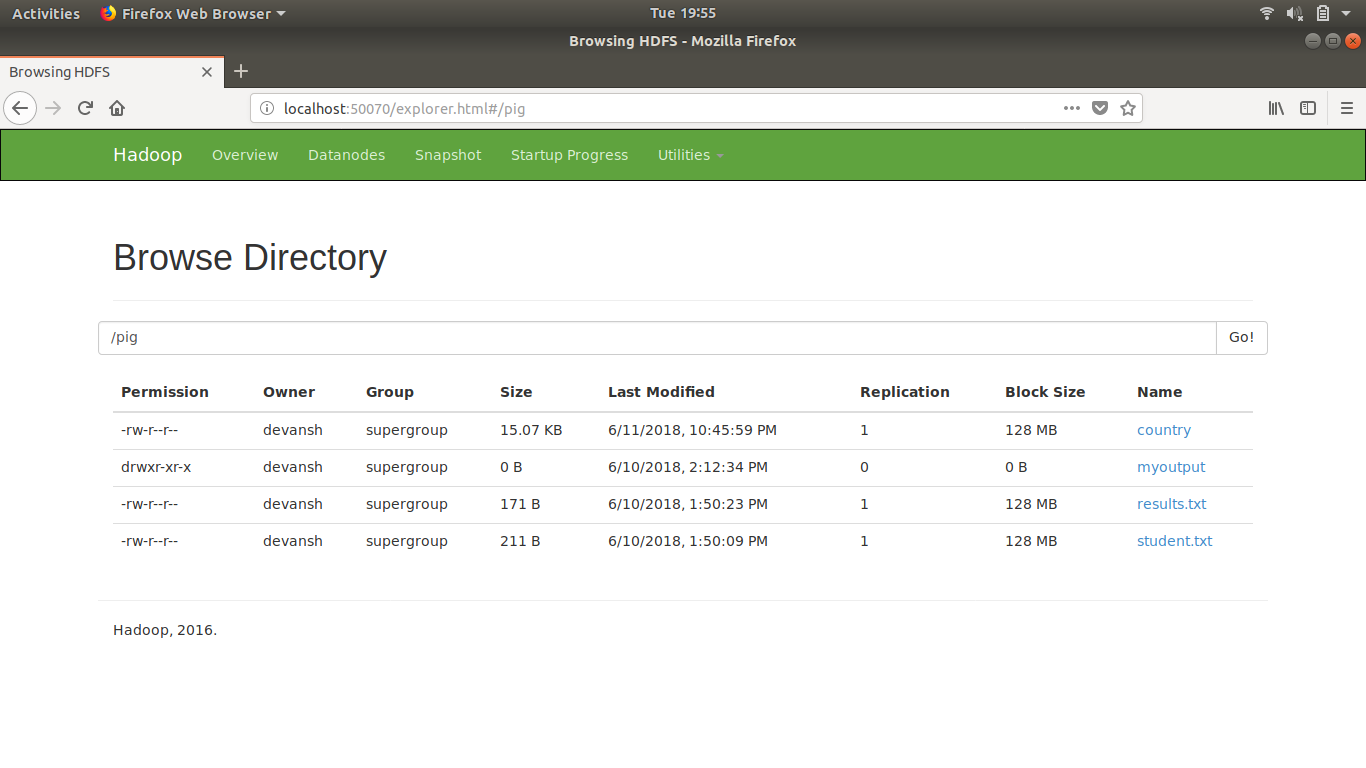 Activities Firefox Web Browser Tue 19:55
Browsing HDFS - Mozilla Firefox
Browsing HDFS
localhost:50070/explorer.html#/pig
Hadoop Overview Datanodes Snapshot Startup Progress Utilities
Browse Directory
/pig Go!
Permission Owner Group Size Last Modified Replication Block Size Name
-rw-r--r-- devansh supergroup 15.07 KB 6/11/2018, 10:45:59 PM 1 128 MB country
drwxr-xr-x devansh supergroup 0 B 6/10/2018, 2:12:34 PM 0 0 B myoutput
-rw-r--r-- devansh supergroup 171 B 6/10/2018, 1:50:23 PM 1 128 MB results.txt
-rw-r--r-- devansh supergroup 211 B 6/10/2018, 1:50:09 PM 1 128 MB student.txt
Hadoop, 2016.